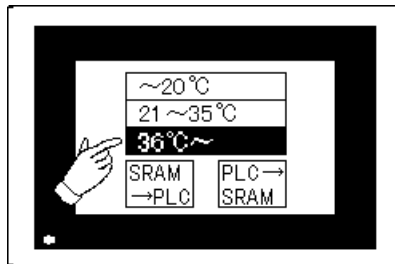 ～20℃
21～35℃
36℃～
SRAM
→PLC
PLC→
SRAM